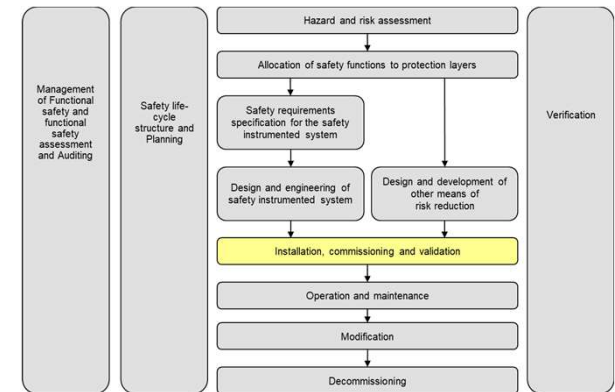 Hazard and risk assessment
Allocation of safety functions to protection layers
Management
of Functional
safety and
functional
safety
assessment
and Auditing
Safety life-
cycle
structure and
Planning
Safety requirements
specification for the safety
instrumented system
Verification
Design and engineering of
safety instrumented system
Design and development of
other means of
risk reduction
Installation, commissioning and validation
Operation and maintenance
Modification
Decommissioning